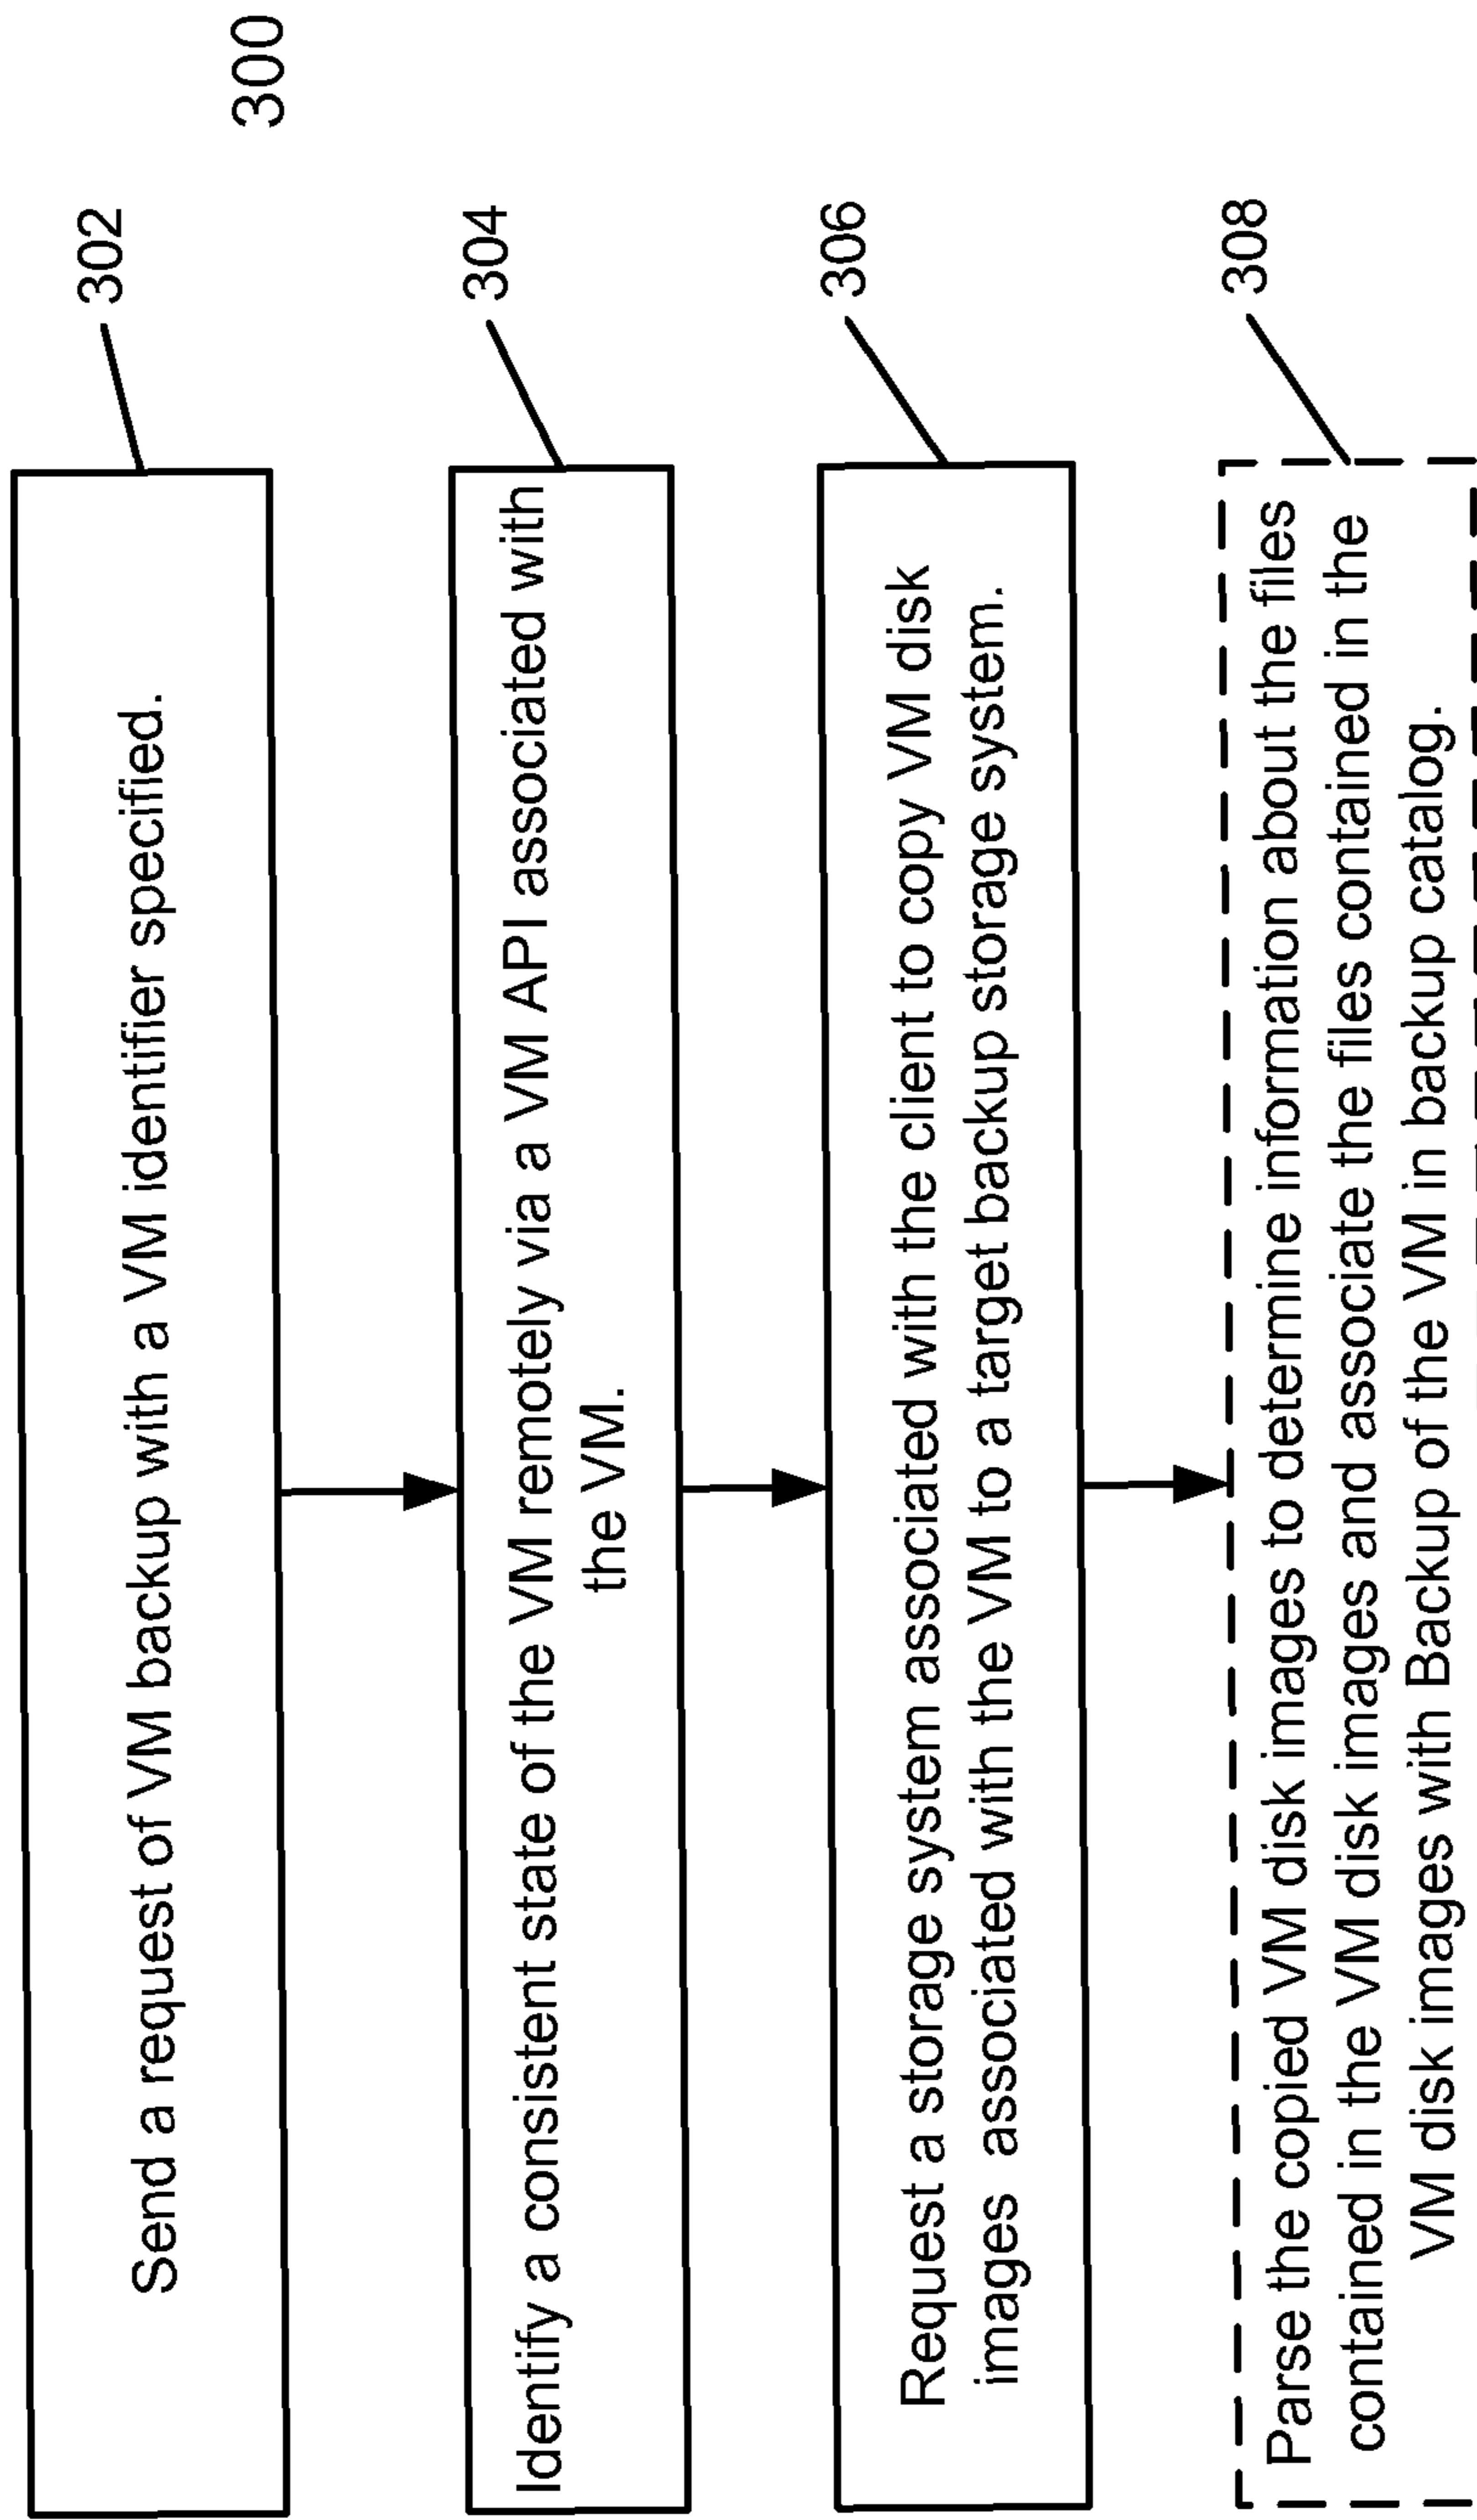 300
302
Send a request of VM backup with a VM identifier specified.
304
Identify a consistent state of the VM remotely via a VM API associated with
the VM.
306
Request a storage system associated with the client to copy VM disk
images associated with the VM to a target backup storage system.
308
Parse the copied VM disk images to determine information about the files
contained in the VM disk images and associate the files contained in the
VM disk images with Backup of the VM in backup catalog.